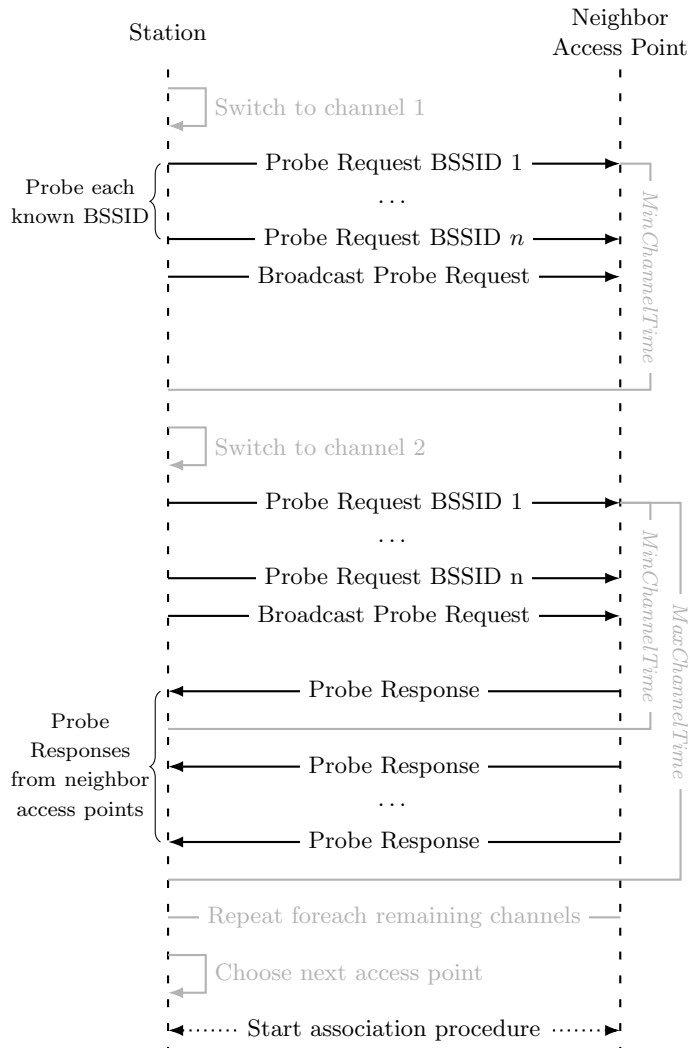 Station
Neighbor
Access Point
Switch to channel 1
Probe each
known BSSID
Probe Request BSSID 1
...
Probe Request BSSID n
Broadcast Probe Request
MinChannelTime
Switch to channel 2
Probe Request BSSID 1
...
Probe Request BSSID n
Broadcast Probe Request
MinChannelTime
MaxChannelTime
Probe
Responses
from neighbor
access points
Probe Response
Probe Response
...
Probe Response
Repeat foreach remaining channels
Choose next access point
Start association procedure